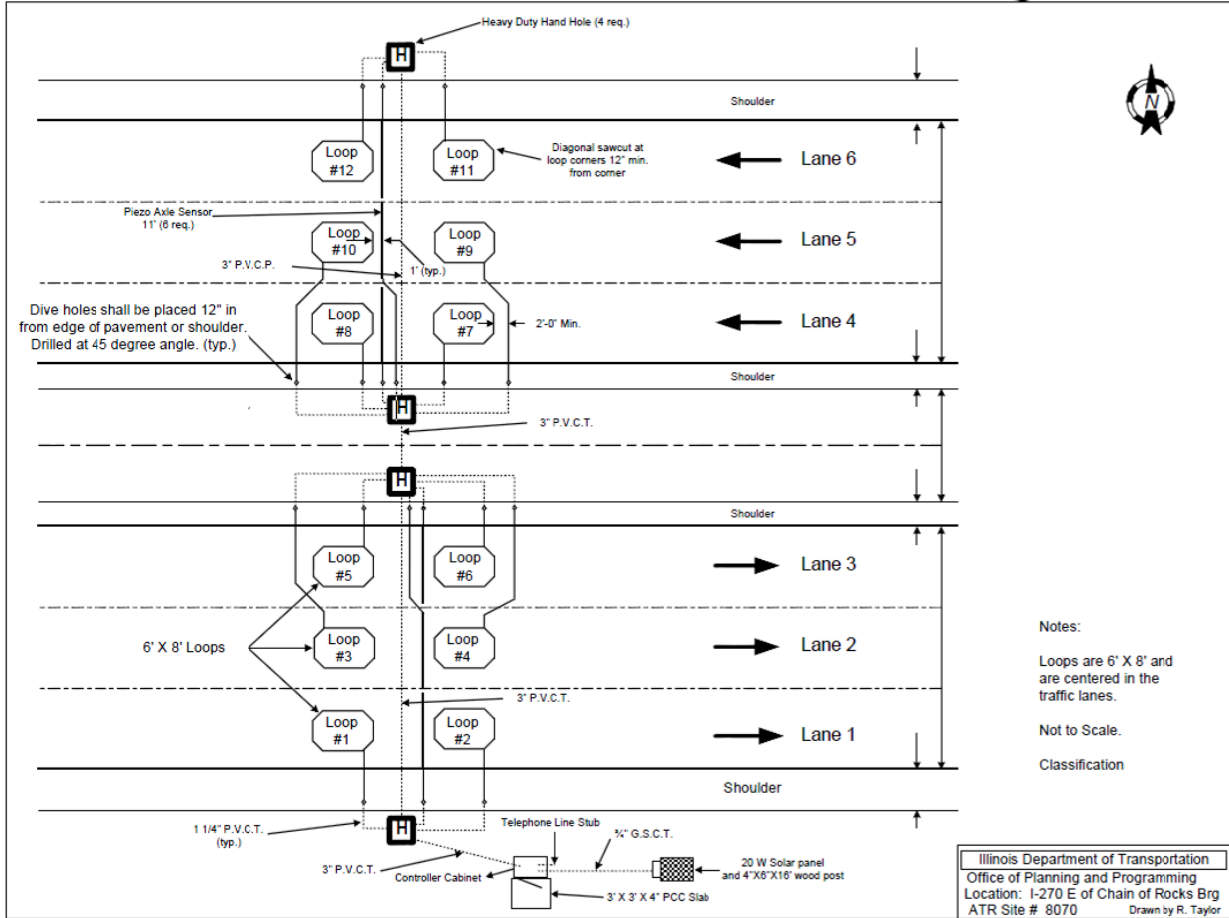 Heavy Duty Hand Hole (4 req.)
H
N
Shoulder
Loop
#12
Loop
#11
Diagonal sawcut at
loop corners 12" min.
from corner
Lane 6
Piezo Axle Sensor
11' (6 req.)
Loop
#10
Loop
#9
Lane 5
3" P.V.C.P.
1' (typ.)
Dive holes shall be placed 12" in
from edge of pavement or shoulder.
Drilled at 45 degree angle. (typ.)
Loop
#8
Loop
#7
2'-0" Min.
Lane 4
Shoulder
H
3" P.V.C.T.
H
Shoulder
Loop
#5
Loop
#6
Lane 3
6' X 8' Loops
Loop
#3
Loop
#4
Lane 2
3" P.V.C.T.
Loop
#1
Loop
#2
Lane 1
Notes:
Loops are 6' X 8' and
are centered in the
traffic lanes.
Not to Scale.
Classification
Shoulder
1 1/4" P.V.C.T.
(typ.)
H
Telephone Line Stub
¾" G.S.C.T.
3" P.V.C.T.
Controller Cabinet
20 W Solar panel
and 4"X6"X16' wood post
3' X 3' X 4" PCC Slab
Illinois Department of Transportation
Office of Planning and Programming
Location: I-270 E of Chain of Rocks Brg
ATR Site # 8070
Drawn by R. Taylor